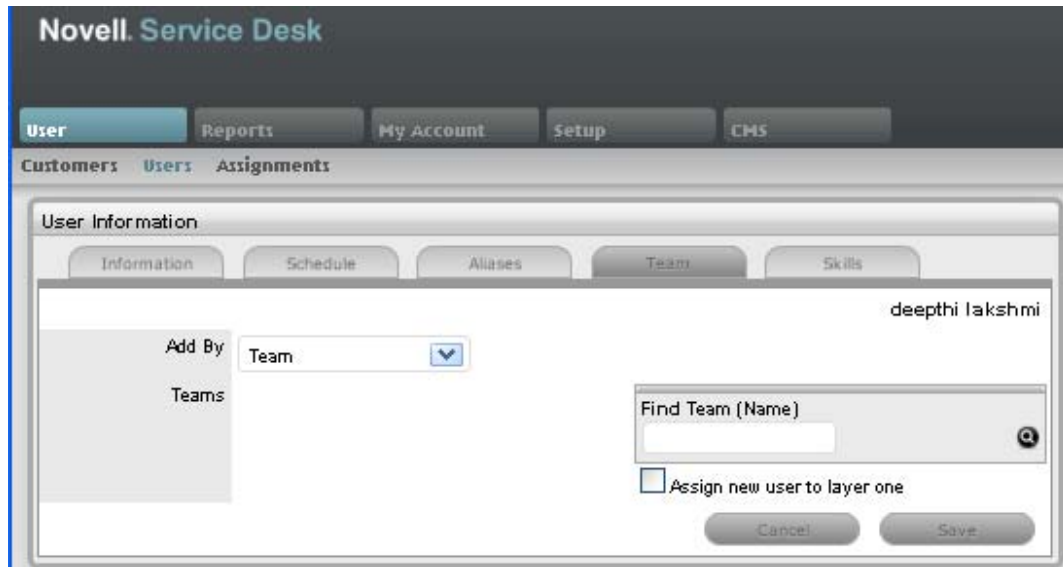 Novell. Service Desk
User Reports My Account Setup CMS
Customers Users Assignments
User Information
Information Schedule Aliases Team Skills
deepthi lakshmi
Add By Team
Teams
Find Team (Name)
Assign new user to layer one
Cancel Save